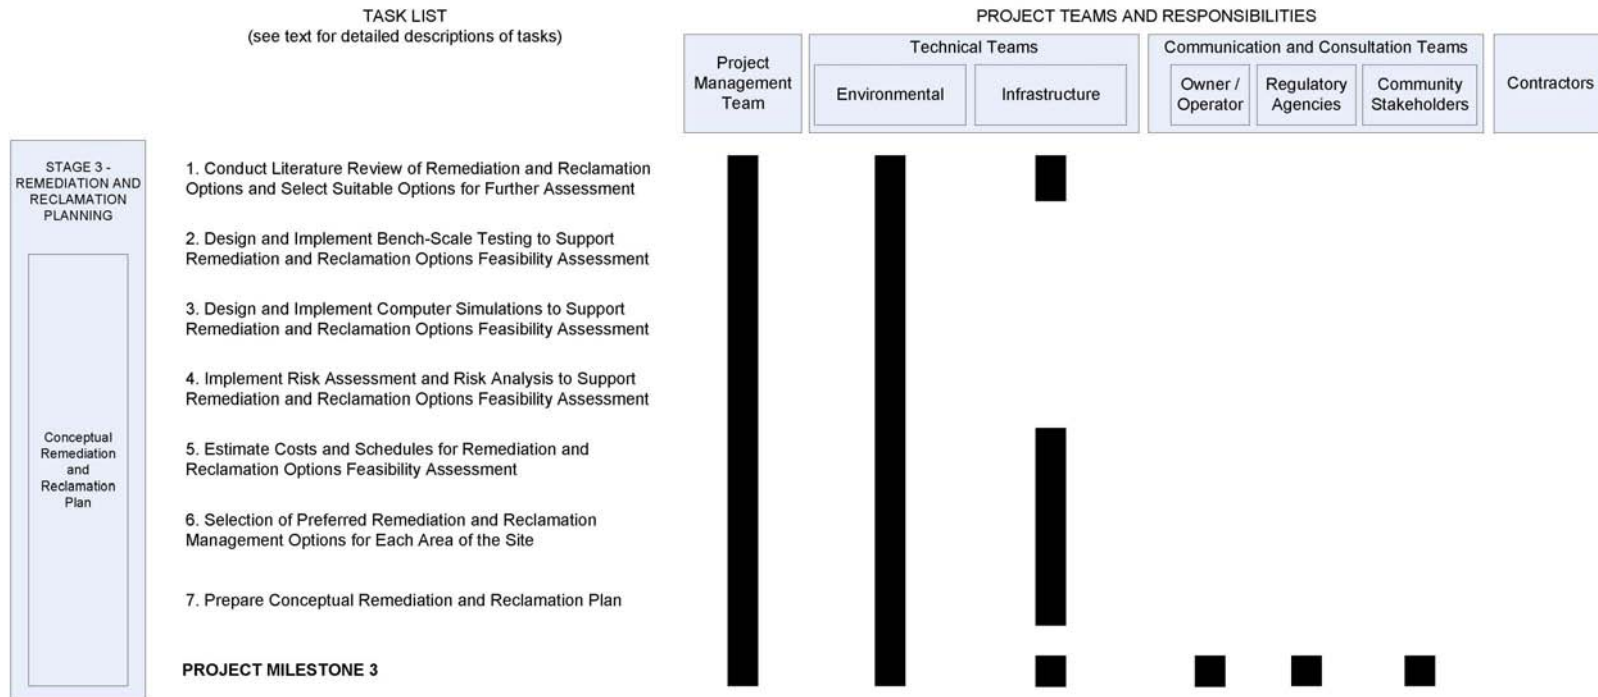 TASK LIST
(see text for detailed descriptions of tasks)
PROJECT TEAMS AND RESPONSIBILITIES
Project
Management
Team
Technical Teams
Environmental
Infrastructure
Communication and Consultation Teams
Owner /
Operator
Regulatory
Agencies
Community
Stakeholders
Contractors
STAGE 3 -
REMEDIATION AND
RECLAMATION
PLANNING
Conceptual
Remediation
and
Reclamation
Plan
1. Conduct Literature Review of Remediation and Reclamation
Options and Select Suitable Options for Further Assessment
2. Design and Implement Bench-Scale Testing to Support
Remediation and Reclamation Options Feasibility Assessment
3. Design and Implement Computer Simulations to Support
Remediation and Reclamation Options Feasibility Assessment
4. Implement Risk Assessment and Risk Analysis to Support
Remediation and Reclamation Options Feasibility Assessment
5. Estimate Costs and Schedules for Remediation and
Reclamation Options Feasibility Assessment
6. Selection of Preferred Remediation and Reclamation
Management Options for Each Area of the Site
7. Prepare Conceptual Remediation and Reclamation Plan
PROJECT MILESTONE 3